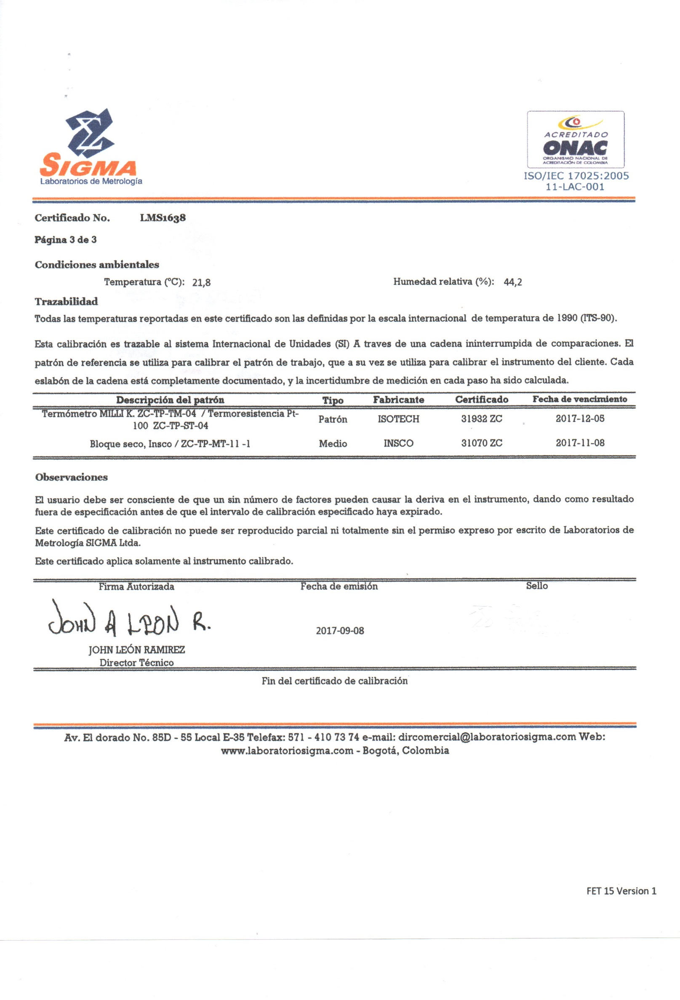 SIGMA
Laboratorios de Metrología
ACREDITADO
ONAC
ORGANISMO NACIONAL DE
ACREDITACIÓN DE COLOMBIA
ISO/IEC 17025:2005
11-LAC-001
Certificado No. LMS1638
Página 3 de 3
Condiciones ambientales
Temperatura (ºC): 21,8 Humedad relativa (%): 44,2
Trazabilidad
Todas las temperaturas reportadas en este certificado son las definidas por la escala internacional de temperatura de 1990 (ITS-90).
Esta calibración es trazable al sistema Internacional de Unidades (SI) A traves de una cadena ininterrumpida de comparaciones. El
patrón de referencia se utiliza para calibrar el patrón de trabajo, que a su vez se utiliza para calibrar el instrumento del cliente. Cada
eslabón de la cadena está completamente documentado, y la incertidumbre de medición en cada paso ha sido calculada.
Descripción del patrón Tipo Fabricante Certificado Fecha de vencimiento
Termómetro MILLI K. ZC-TP-TM-04 / Termoresistencia Pt-
100 ZC-TP-ST-04 Patrón ISOTECH 31932 ZC 2017-12-05
Bloque seco, Insco / ZC-TP-MT-11 -1 Medio INSCO 31070 ZC 2017-11-08
Observaciones
El usuario debe ser consciente de que un sin número de factores pueden causar la deriva en el instrumento, dando como resultado
fuera de especificación antes de que el intervalo de calibración especificado haya expirado.
Este certificado de calibración no puede ser reproducido parcial ni totalmente sin el permiso expreso por escrito de Laboratorios de
Metrología SIGMA Ltda.
Este certificado aplica solamente al instrumento calibrado.
Firma Autorizada Fecha de emisión Sello
JOHN A LEON R.
2017-09-08
JOHN LEÓN RAMIREZ
Director Técnico
Fin del certificado de calibración
Av. El dorado No. 85D - 55 Local E-35 Telefax: 571 - 410 73 74 e-mail: dircomercial@laboratoriosigma.com Web:
www.laboratoriosigma.com - Bogotá, Colombia
FET 15 Version 1